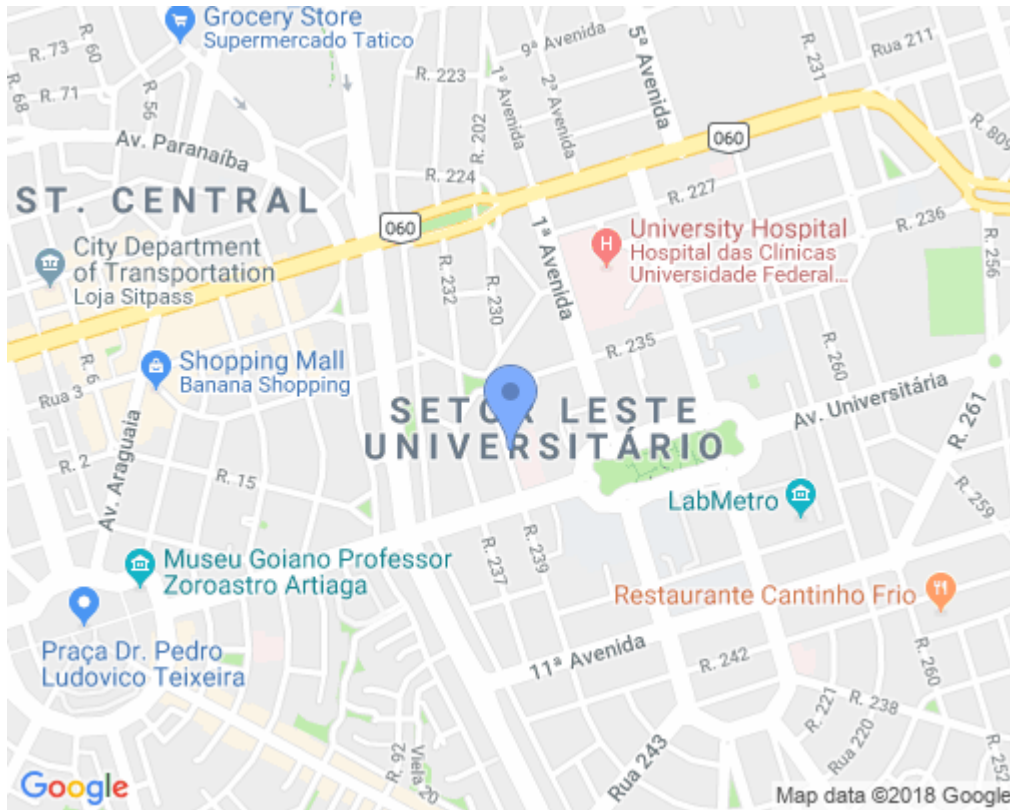 Grocery Store
Supermercado Tatico
R. 73
R. 60
R. 68
R. 71
R. 56
R. 223
R. 202
1ª Avenida
9ª Avenida
2ª Avenida
5ª Avenida
R. 231
Rua 211
R. 809
Av. Paranaíba
060
R. 224
R. 227
R. 236
R. 256
ST. CENTRAL
060
1ª Avenida
University Hospital
Hospital das Clínicas
Universidade Federal...
City Department
of Transportation
Loja Sitpass
R. 232
R. 230
R. 235
R. 260
R. 6
Rua 3
Shopping Mall
Banana Shopping
SETOR LESTE
UNIVERSITÁRIO
Av. Universitária
R. 261
R. 2
Av. Araguaia
R. 15
LabMetro
R. 259
R. 237
R. 239
Museu Goiano Professor
Zoroastro Artiaga
Restaurante Cantinho Frio
Praça Dr. Pedro
Ludovico Teixeira
11ª Avenida
R. 242
R. 260
R. 221
R. 238
Rua 220
R. 92
Viela 20
Rua 243
R. 252
Google
Map data ©2018 Google